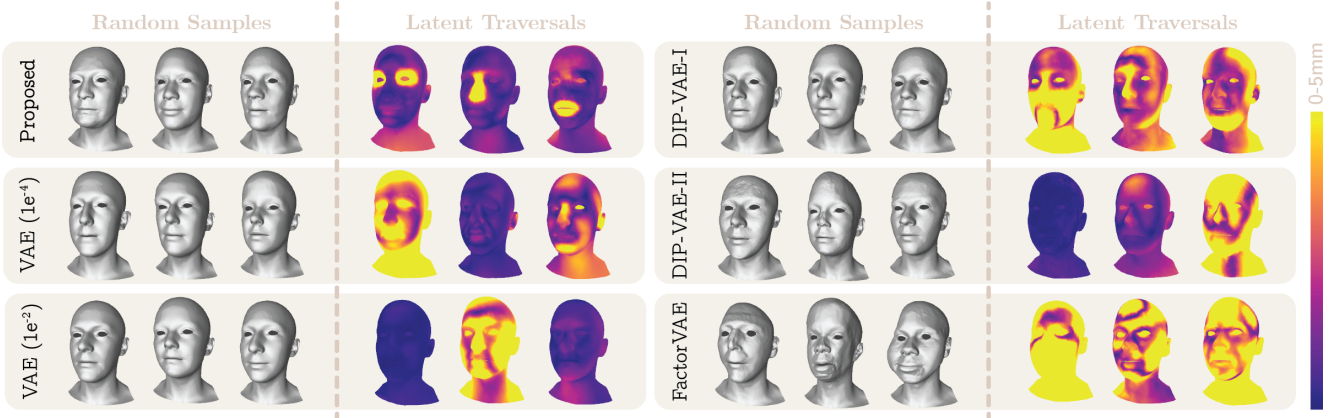 Random Samples
Latent Traversals
Random Samples
Latent Traversals
Proposed
DIP-VAE-I
VAE (1e⁻⁴)
DIP-VAE-II
VAE (1e⁻²)
FactorVAE
0-5mm